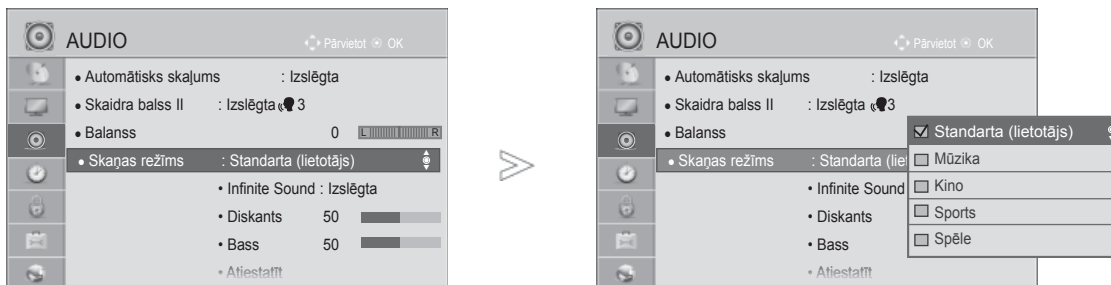 AUDIO
Pārvietot OK
• Automātisks skaļums : Izslēgta
• Skaidra balss II : Izslēgta 3
• Balanss 0 L R
• Skaņas režīms : Standarta (lietotājs)
• Infinite Sound : Izslēgta
• Diskants 50
• Bass 50
• Atiestatīt
>
AUDIO
Pārvietot OK
• Automātisks skaļums : Izslēgta
• Skaidra balss II : Izslēgta 3
• Balanss
• Skaņas režīms : Standarta (liet
• Infinite Sound
• Diskants
• Bass
• Atiestatīt
Standarta (lietotājs)
Mūzika
Kino
Sports
Spēle